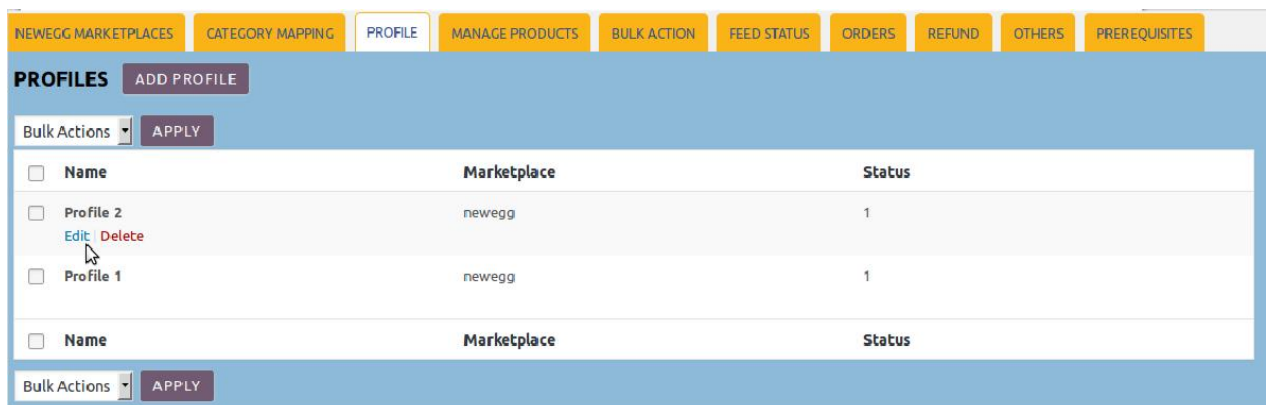 NEWEGG MARKETPLACES CATEGORY MAPPING PROFILE MANAGE PRODUCTS BULK ACTION FEED STATUS ORDERS REFUND OTHERS PREREQUISITES
PROFILES ADD PROFILE
Bulk Actions APPLY
Name Marketplace Status
Profile 2 newegg 1
Edit | Delete
Profile 1 newegg 1
Name Marketplace Status
Bulk Actions APPLY